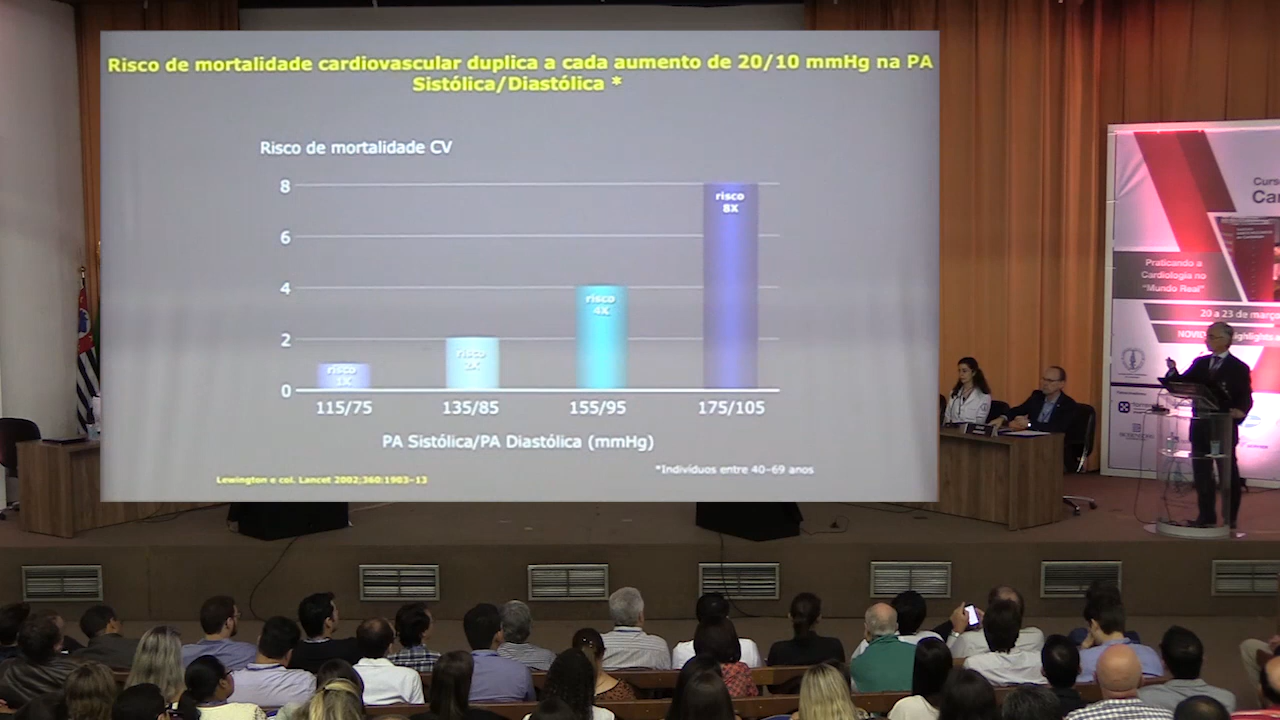 Risco de mortalidade cardiovascular duplica a cada aumento de 20/10 mmHg na PA
Sistólica/Diastólica *
Risco de mortalidade CV
8
6
4
2
0
risco
1X
risco
2X
risco
4X
risco
8X
115/75
135/85
155/95
175/105
PA Sistólica/PA Diastólica (mmHg)
*Indivíduos entre 40-69 anos
Lewington e col. Lancet 2002;360:1903-13
Curs
Car
Praticando a
Cardiologia no
"Mundo Real"
20 a 23 de março